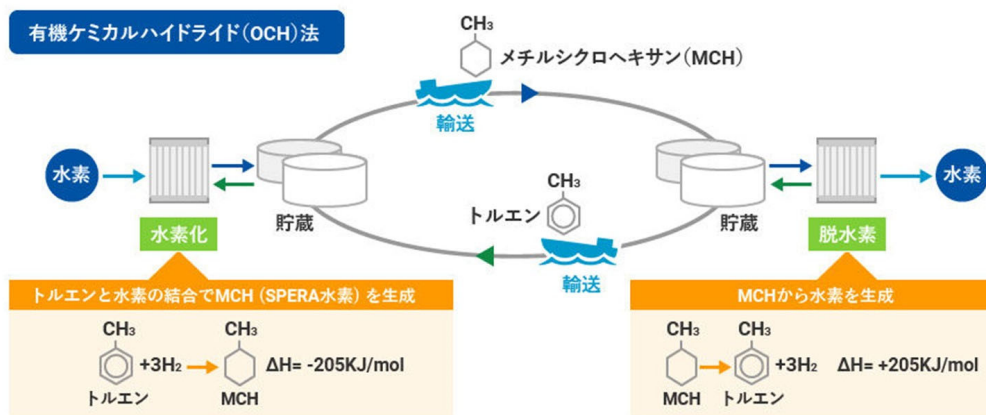 有機ケミカルハイドライド(OCH)法
CH₃
メチルシクロヘキサン(MCH)
輸送
水素
水素化
貯蔵
CH₃
トルエン
輸送
貯蔵
脱水素
水素
トルエンと水素の結合でMCH(SPERA水素)を生成
CH₃
+3H₂
トルエン
CH₃
MCH
ΔH= -205KJ/mol
MCHから水素を生成
CH₃
MCH
CH₃
トルエン
+3H₂
ΔH= +205KJ/mol